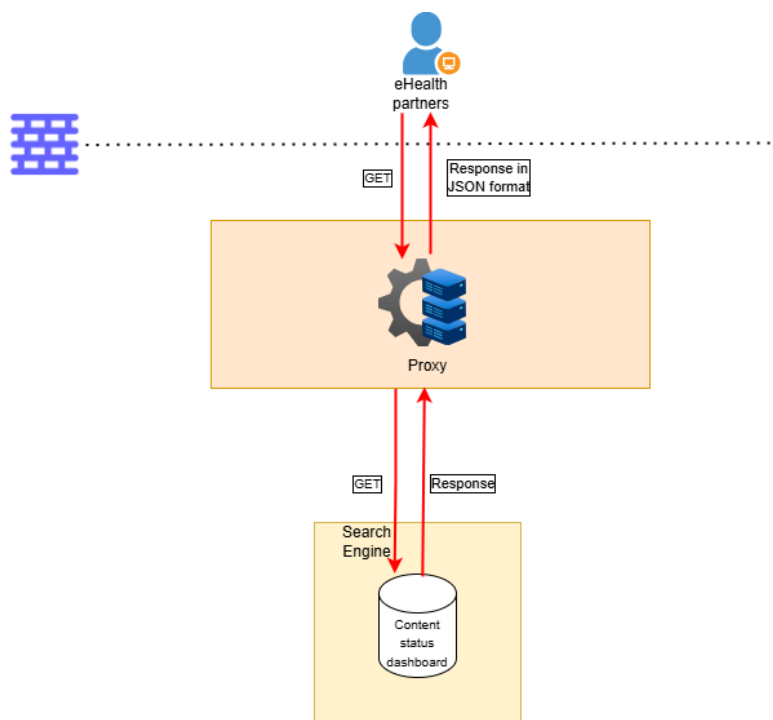 eHealth
partners
GET
Response in
JSON format
Proxy
GET
Response
Search
Engine
Content
status
dashboard